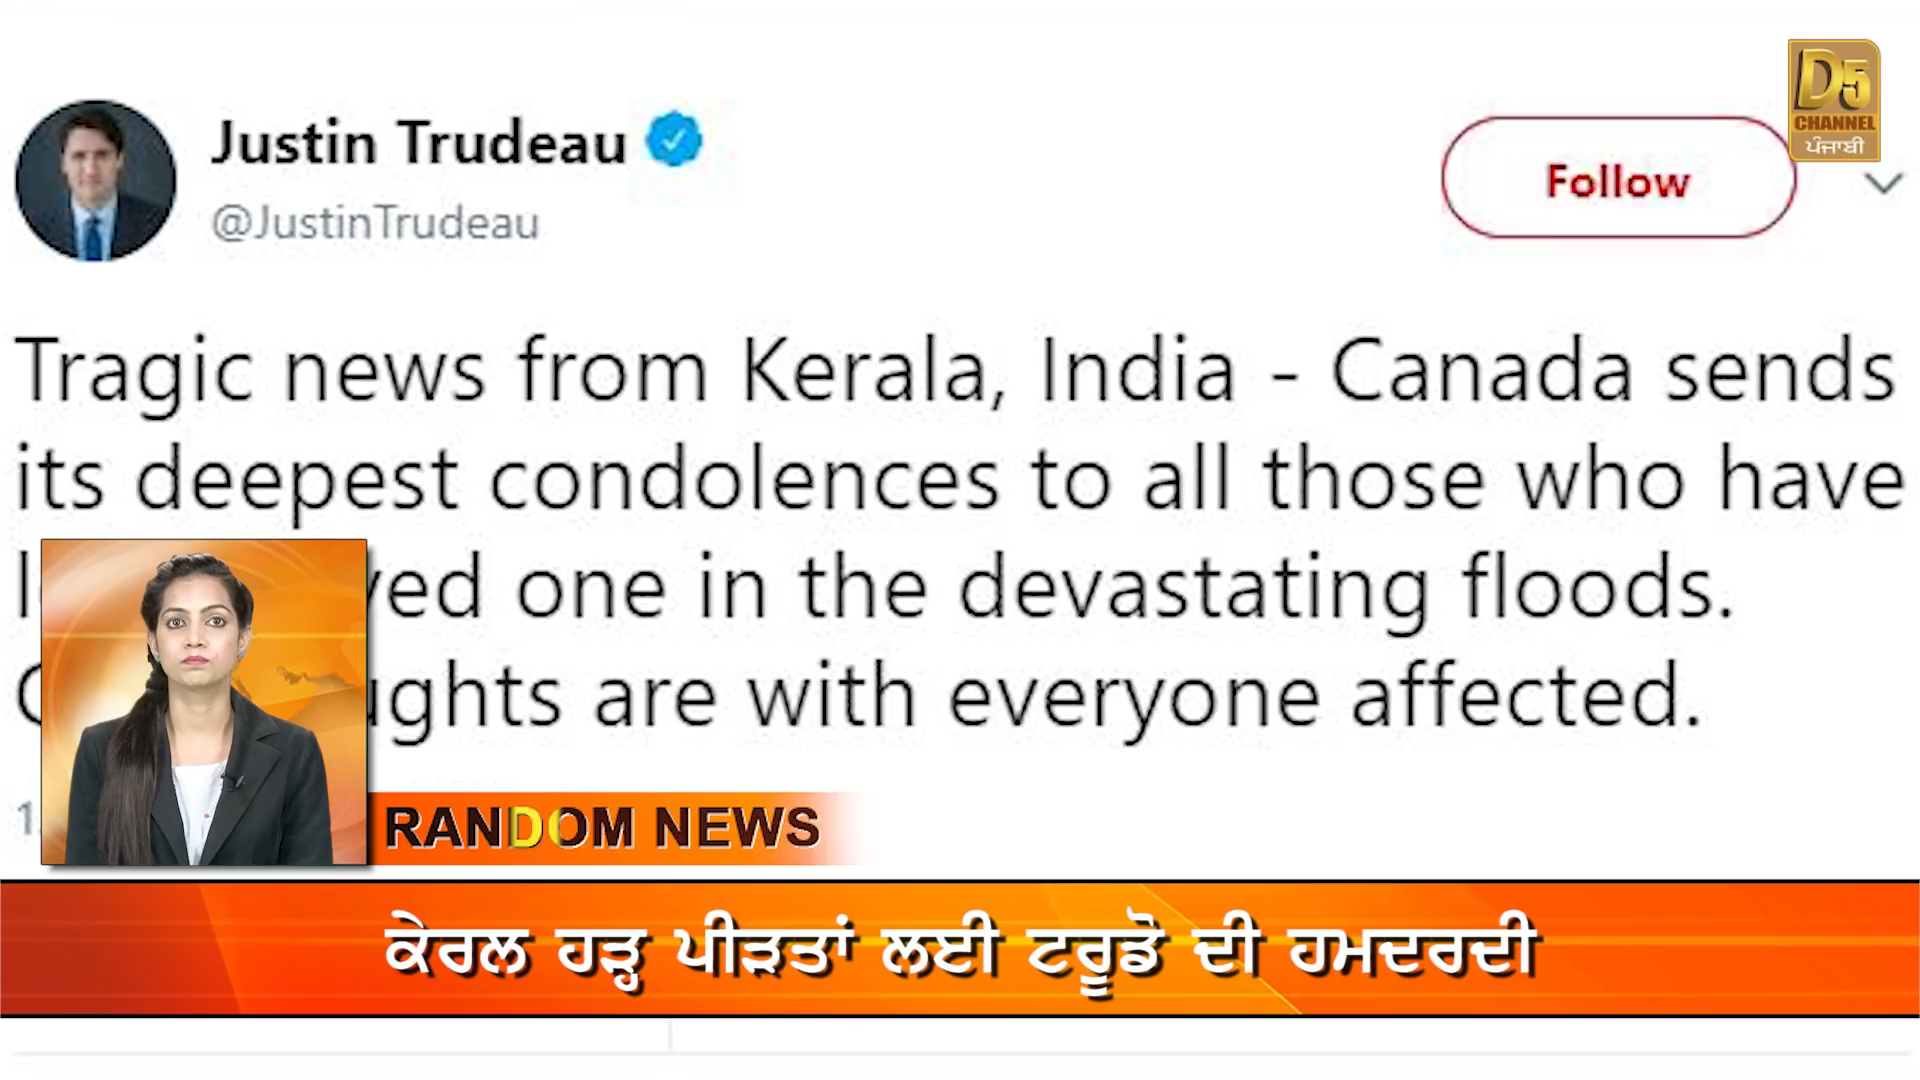 D5
CHANNEL
ਪੰਜਾਬੀ
Justin Trudeau
@JustinTrudeau
Follow
Tragic news from Kerala, India - Canada sends
its deepest condolences to all those who have
one in the devastating floods.
are with everyone affected.
RANDOM NEWS
ਕੇਰਲ ਹੜ੍ਹ ਪੀੜਤਾਂ ਲਈ ਟਰੂਡੋ ਦੀ ਹਮਦਰਦੀ